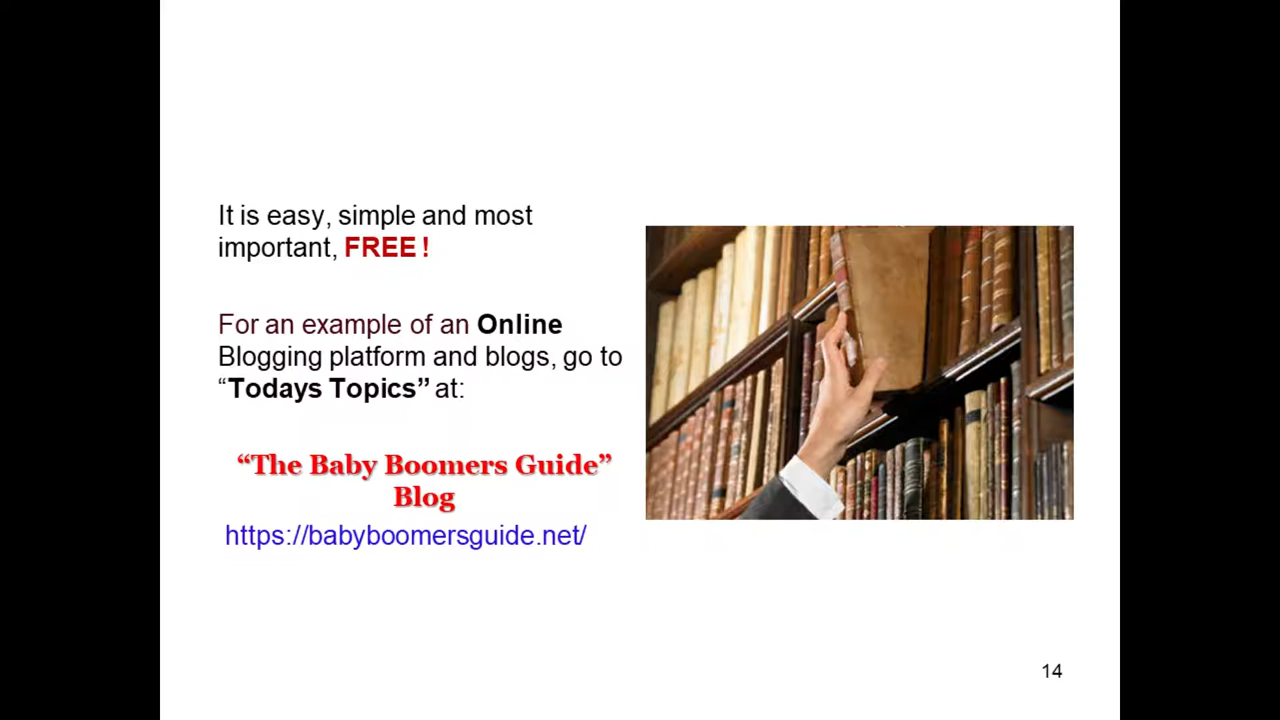 It is easy, simple and most
important, FREE !
For an example of an Online
Blogging platform and blogs, go to
“Todays Topics” at:
“The Baby Boomers Guide”
Blog
https://babyboomersguide.net/
14